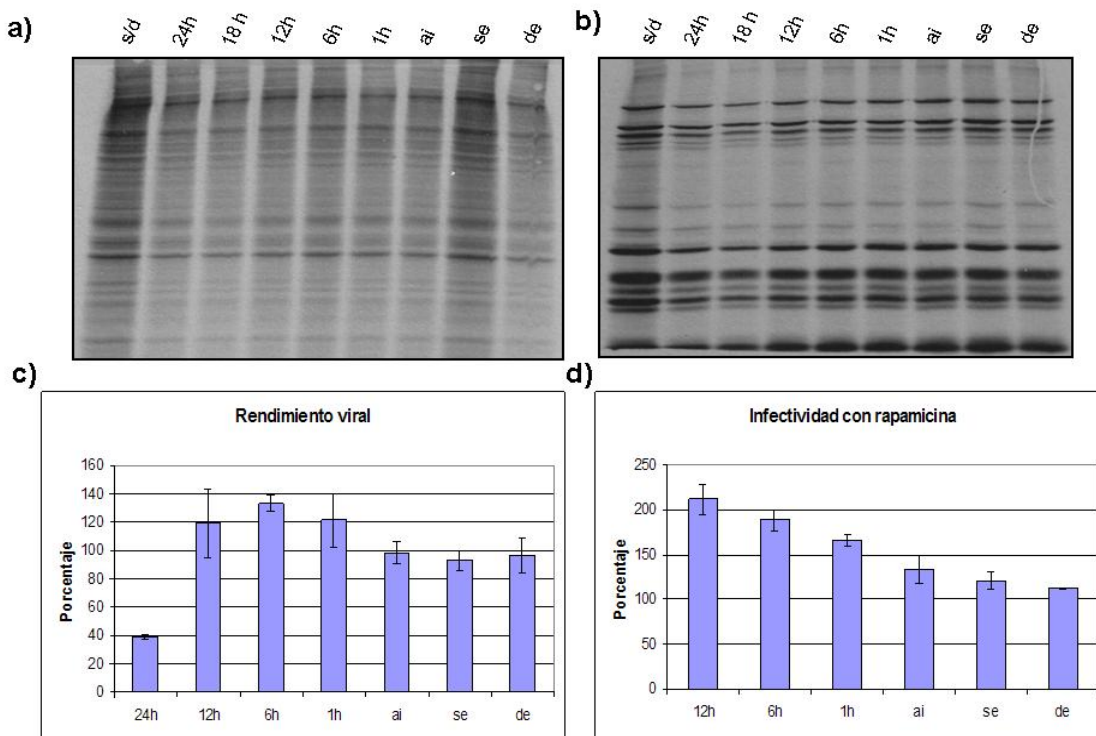 a)
s/d 24h 18 h 12h 6h 1h ai se de
b)
s/d 24h 18 h 12h 6h 1h ai se de
c)
Rendimiento viral
Porcentaje
160
140
120
100
80
60
40
20
0
24h 12h 6h 1h ai se de
d)
Infectividad con rapamicina
Porcentaje
250
200
150
100
50
0
12h 6h 1h ai se de